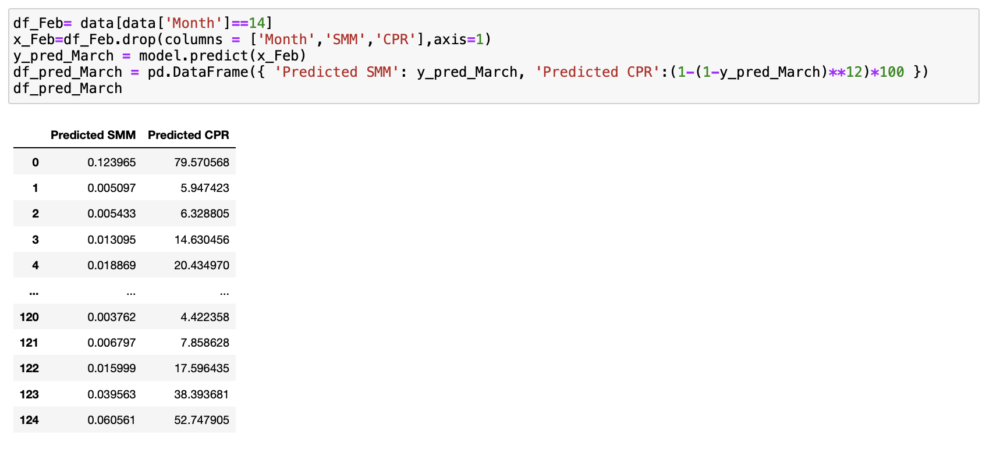 df_Feb= data[data['Month']==14]
x_Feb=df_Feb.drop(columns = ['Month','SMM','CPR'],axis=1)
y_pred_March = model.predict(x_Feb)
df_pred_March = pd.DataFrame({ 'Predicted SMM': y_pred_March, 'Predicted CPR':(1-(1-y_pred_March)**12)*100 })
df_pred_March
Predicted SMM Predicted CPR
0 0.123965 79.570568
1 0.005097 5.947423
2 0.005433 6.328805
3 0.013095 14.630456
4 0.018869 20.434970
... ... ...
120 0.003762 4.422358
121 0.006797 7.858628
122 0.015999 17.596435
123 0.039563 38.393681
124 0.060561 52.747905